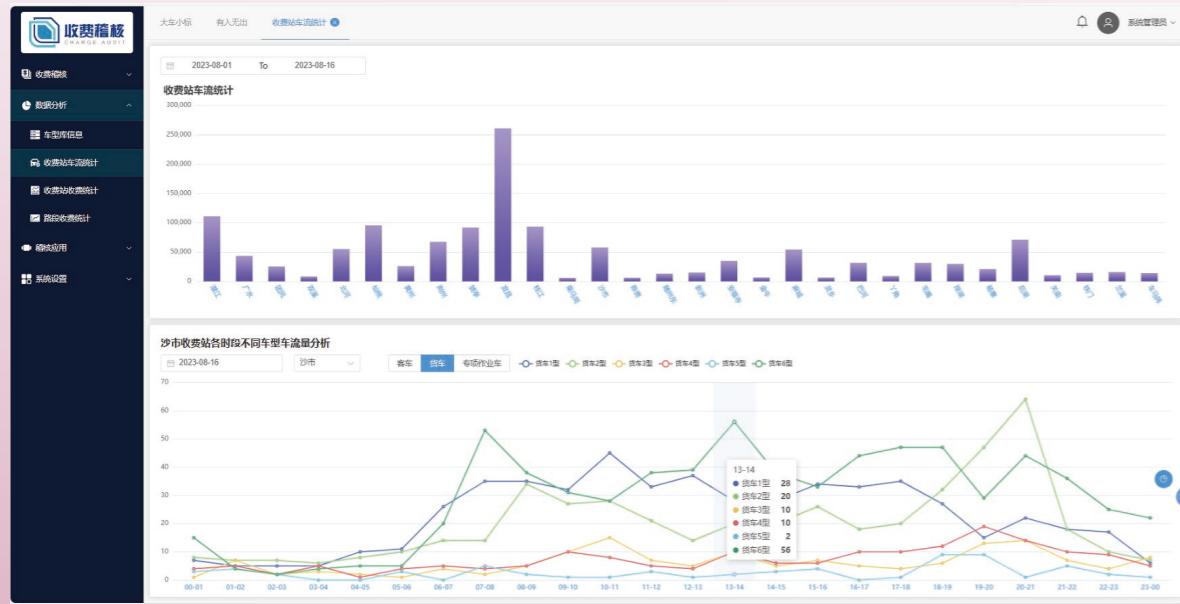 收费稽核
CHARGE AUDIT
大车小标
有人无出
收费站车流统计
系统管理员
收费稽核
数据分析
车型库信息
收费站车流统计
收费站收费统计
路段收费统计
稽核应用
系统设置
2023-08-01 To 2023-08-16
收费站车流统计
300,000
250,000
200,000
150,000
100,000
50,000
0
潜江 广水 宜昌 枝江 沙市
沙市收费站各时段不同车型车流量分析
2023-08-16 沙市 客车 货车 专项作业车 货车1型 货车2型 货车3型 货车4型 货车5型 货车6型
70
60
50
40
30
20
10
0
13-14
货车1型 28
货车2型 20
货车3型 10
货车4型 10
货车5型 2
货车6型 56
00-01 01-02 02-03 03-04 04-05 05-06 06-07 07-08 08-09 09-10 10-11 11-12 12-13 13-14 14-15 15-16 16-17 17-18 18-19 19-20 20-21 21-22 22-23 23-00